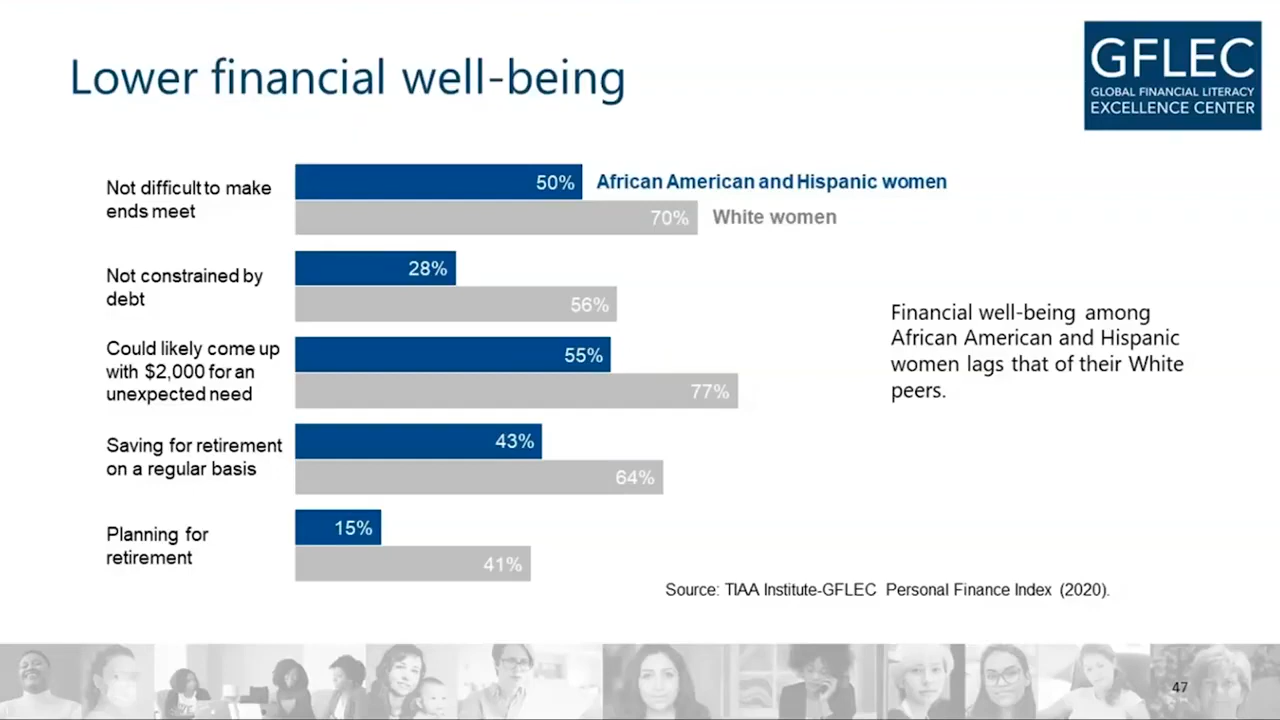 Lower financial well-being
GFLEC
GLOBAL FINANCIAL LITERACY
EXCELLENCE CENTER
Not difficult to make
ends meet
50%
African American and Hispanic women
70%
White women
Not constrained by
debt
28%
56%
Could likely come up
with $2,000 for an
unexpected need
55%
77%
Saving for retirement
on a regular basis
43%
64%
Planning for
retirement
15%
41%
Financial well-being among
African American and Hispanic
women lags that of their White
peers.
Source: TIAA Institute-GFLEC Personal Finance Index (2020).
47